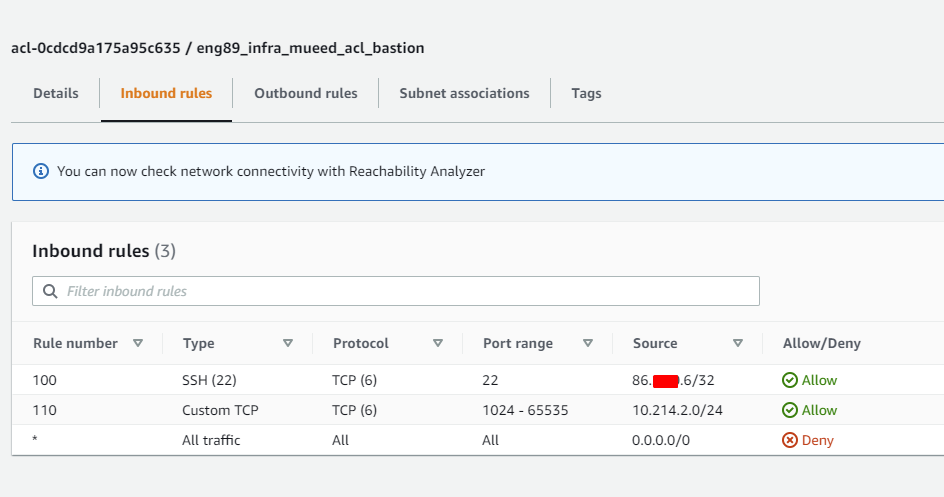 acl-0cdcd9a175a95c635 / eng89_infra_mueed_acl_bastion
Details Inbound rules Outbound rules Subnet associations Tags
You can now check network connectivity with Reachability Analyzer
Inbound rules (3)
Filter inbound rules
Rule number Type Protocol Port range Source Allow/Deny
100 SSH (22) TCP (6) 22 86. .6/32 Allow
110 Custom TCP TCP (6) 1024 - 65535 10.214.2.0/24 Allow
* All traffic All All 0.0.0.0/0 Deny